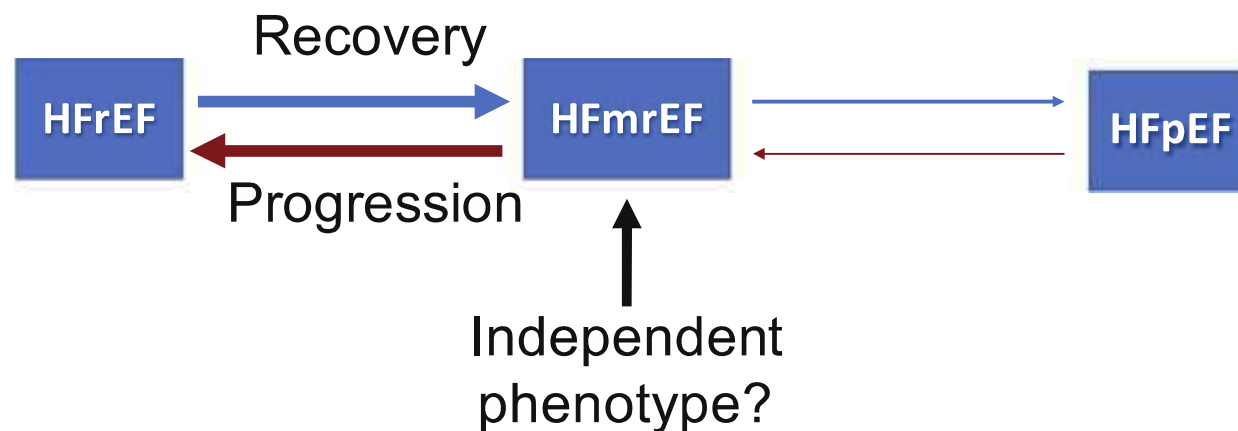 Recovery
HFrEF
HFmrEF
HFpEF
Progression
Independent
phenotype?